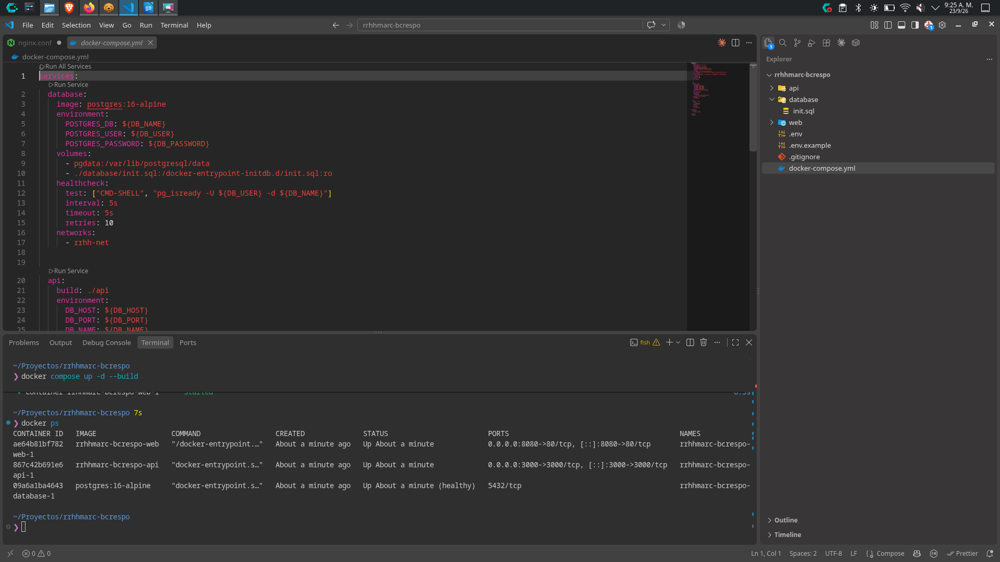 9:25 A. M.
23/9/26
File Edit Selection View Go Run Terminal Help
rrhhmarc-bcrespo
1
nginx.conf
docker-compose.yml
docker-compose.yml
Run All Services
1 services:
Run Service
2 database:
3 image: postgres:16-alpine
4 environment:
5 POSTGRES_DB: ${DB_NAME}
6 POSTGRES_USER: ${DB_USER}
7 POSTGRES_PASSWORD: ${DB_PASSWORD}
8 volumes:
9 - pgdata:/var/lib/postgresql/data
10 - ./database/init.sql:/docker-entrypoint-initdb.d/init.sql:ro
11 healthcheck:
12 test: ["CMD-SHELL", "pg_isready -U ${DB_USER} -d ${DB_NAME}"]
13 interval: 5s
14 timeout: 5s
15 retries: 10
16 networks:
17 - rrhh-net
18
19
Run Service
20 api:
21 build: ./api
22 environment:
23 DB_HOST: ${DB_HOST}
24 DB_PORT: ${DB_PORT}
25 DB_NAME: ${DB_NAME}
Problems Output Debug Console Terminal Ports
fish
~/Proyectos/rrhhmarc-bcrespo
❯ docker compose up -d --build
✔ Container rrhhmarc-bcrespo-web-1 Started
~/Proyectos/rrhhmarc-bcrespo 7s
❯ docker ps
CONTAINER ID IMAGE COMMAND CREATED STATUS PORTS NAMES
ae64b81bf782 rrhhmarc-bcrespo-web "/docker-entrypoint.…" About a minute ago Up About a minute 0.0.0.0:8080->80/tcp, [::]:8080->80/tcp rrhhmarc-bcrespo-
web-1
867c42b691e6 rrhhmarc-bcrespo-api "docker-entrypoint.s…" About a minute ago Up About a minute 0.0.0.0:3000->3000/tcp, [::]:3000->3000/tcp rrhhmarc-bcrespo-
api-1
09a6a1ba4643 postgres:16-alpine "docker-entrypoint.s…" About a minute ago Up About a minute (healthy) 5432/tcp rrhhmarc-bcrespo-
database-1
~/Proyectos/rrhhmarc-bcrespo
❯
1
Explorer
rrhhmarc-bcrespo
api
database
init.sql
web
.env
.env.example
.gitignore
docker-compose.yml
Outline
Timeline
0 0
Ln 1, Col 1 Spaces: 2 UTF-8 LF Compose Prettier